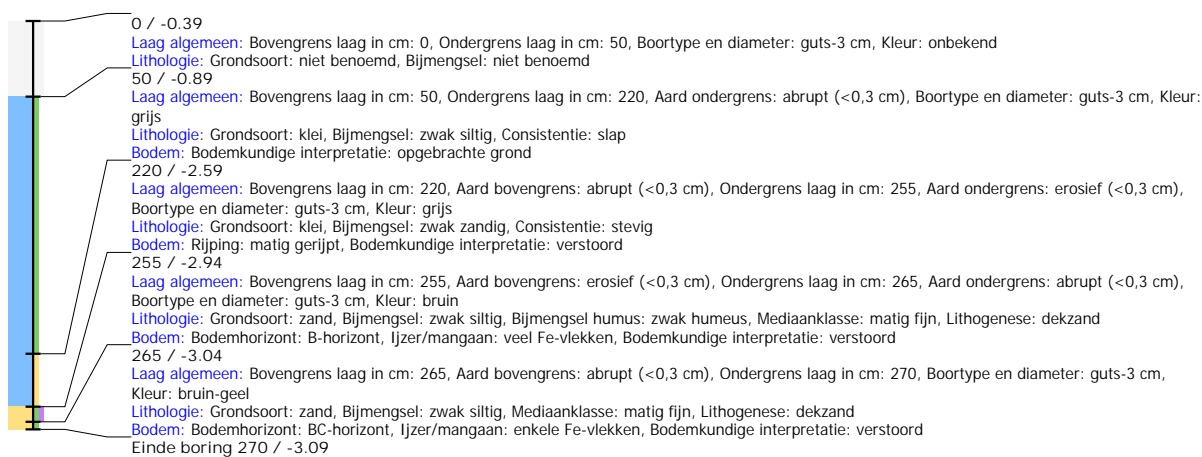 0 / -0.39
Laag algemeen: Bovengrens laag in cm: 0, Ondergrens laag in cm: 50, Boortype en diameter: guts-3 cm, Kleur: onbekend
Lithologie: Grondsoort: niet benoemd, Bijmengsel: niet benoemd
50 / -0.89
Laag algemeen: Bovengrens laag in cm: 50, Ondergrens laag in cm: 220, Aard ondergrens: abrupt (<0,3 cm), Boortype en diameter: guts-3 cm, Kleur:
grijs
Lithologie: Grondsoort: klei, Bijmengsel: zwak siltig, Consistentie: slap
Bodem: Bodemkundige interpretatie: opgebrachte grond
220 / -2.59
Laag algemeen: Bovengrens laag in cm: 220, Aard bovengrens: abrupt (<0,3 cm), Ondergrens laag in cm: 255, Aard ondergrens: erosief (<0,3 cm),
Boortype en diameter: guts-3 cm, Kleur: grijs
Lithologie: Grondsoort: klei, Bijmengsel: zwak zandig, Consistentie: stevig
Bodem: Rijping: matig gerijpt, Bodemkundige interpretatie: verstoord
255 / -2.94
Laag algemeen: Bovengrens laag in cm: 255, Aard bovengrens: erosief (<0,3 cm), Ondergrens laag in cm: 265, Aard ondergrens: abrupt (<0,3 cm),
Boortype en diameter: guts-3 cm, Kleur: bruin
Lithologie: Grondsoort: zand, Bijmengsel: zwak siltig, Bijmengsel humus: zwak humeus, Mediaanklasse: matig fijn, Lithogenese: dekzand
Bodem: Bodemhorizont: B-horizont, Ijzer/mangaan: veel Fe-vlekken, Bodemkundige interpretatie: verstoord
265 / -3.04
Laag algemeen: Bovengrens laag in cm: 265, Aard bovengrens: abrupt (<0,3 cm), Ondergrens laag in cm: 270, Boortype en diameter: guts-3 cm,
Kleur: bruin-geel
Lithologie: Grondsoort: zand, Bijmengsel: zwak siltig, Mediaanklasse: matig fijn, Lithogenese: dekzand
Bodem: Bodemhorizont: BC-horizont, Ijzer/mangaan: enkele Fe-vlekken, Bodemkundige interpretatie: verstoord
Einde boring 270 / -3.09